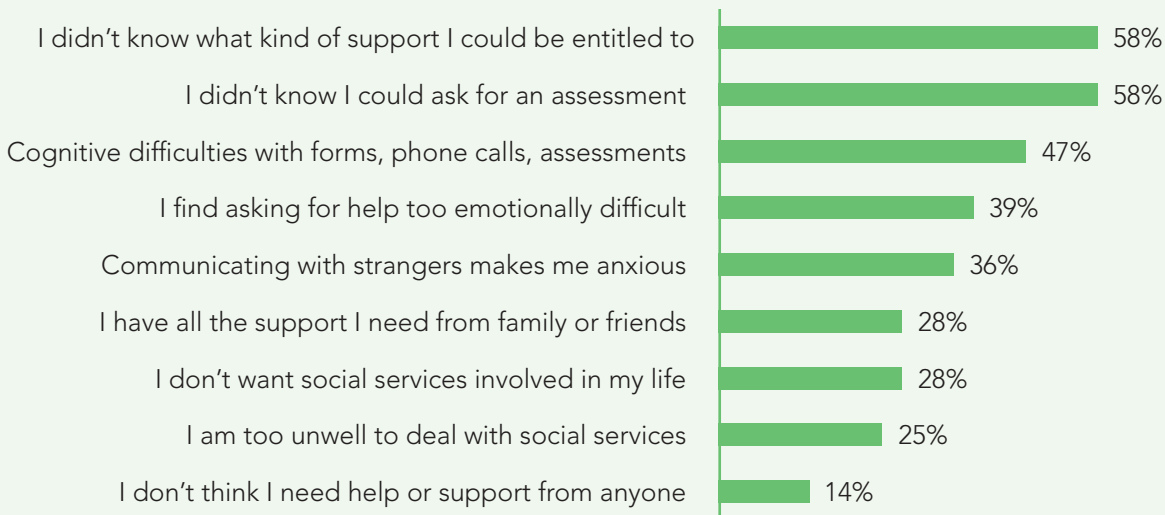 I didn’t know what kind of support I could be entitled to 58%
I didn’t know I could ask for an assessment 58%
Cognitive difficulties with forms, phone calls, assessments 47%
I find asking for help too emotionally difficult 39%
Communicating with strangers makes me anxious 36%
I have all the support I need from family or friends 28%
I don’t want social services involved in my life 28%
I am too unwell to deal with social services 25%
I don’t think I need help or support from anyone 14%